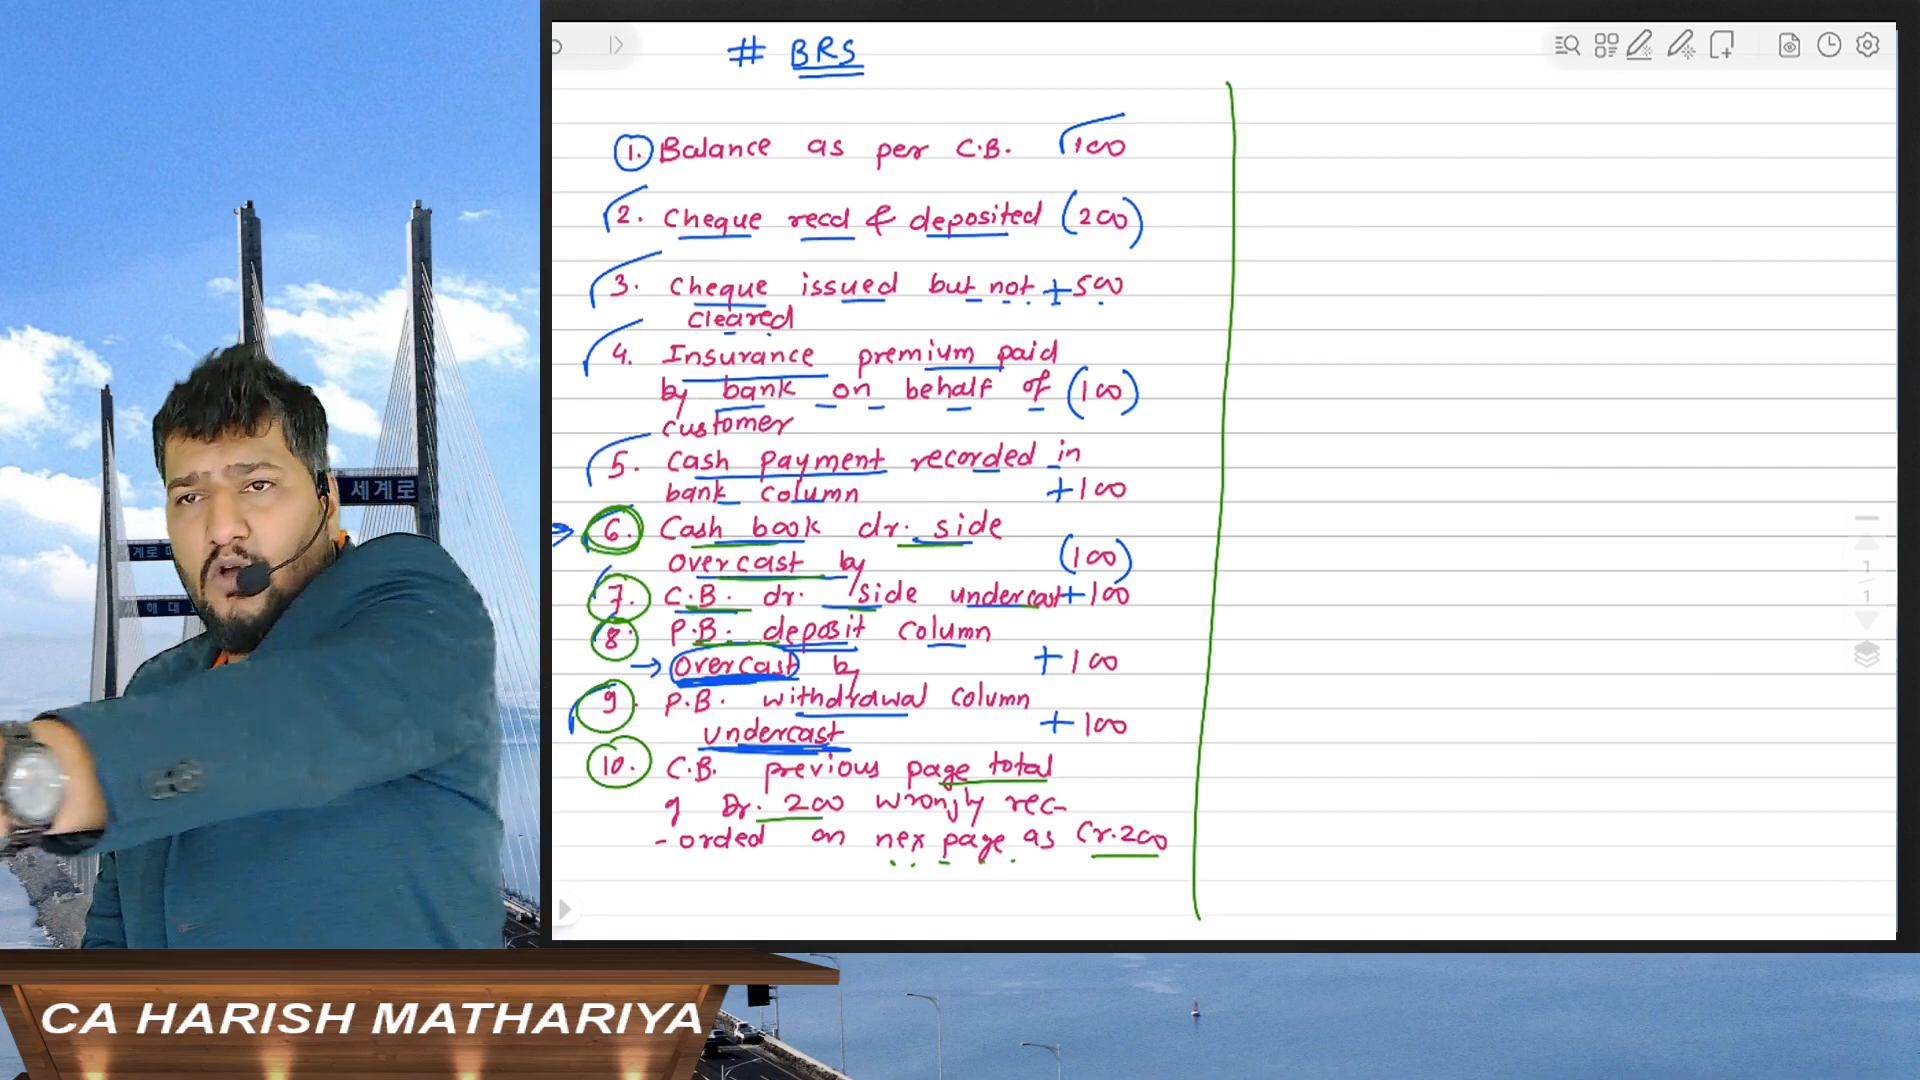 # BRS
1. Balance as per C.B. 100
2. Cheque recd & deposited (200)
3. Cheque issued but not +500
cleared
4. Insurance premium paid
by bank on behalf of (100)
customer
5. Cash payment recorded in
bank column +100
6. Cash book dr. side
overcast by (100)
7. C.B. dr. side undercast +100
8. P.B. deposit column
→ overcast by +100
9. P.B. withdrawal column
undercast +100
10. C.B. previous page total
of Dr. 200 wrongly rec-
-orded on nex page as Cr.200
세계로
해대
1
1
CA HARISH MATHARIYA